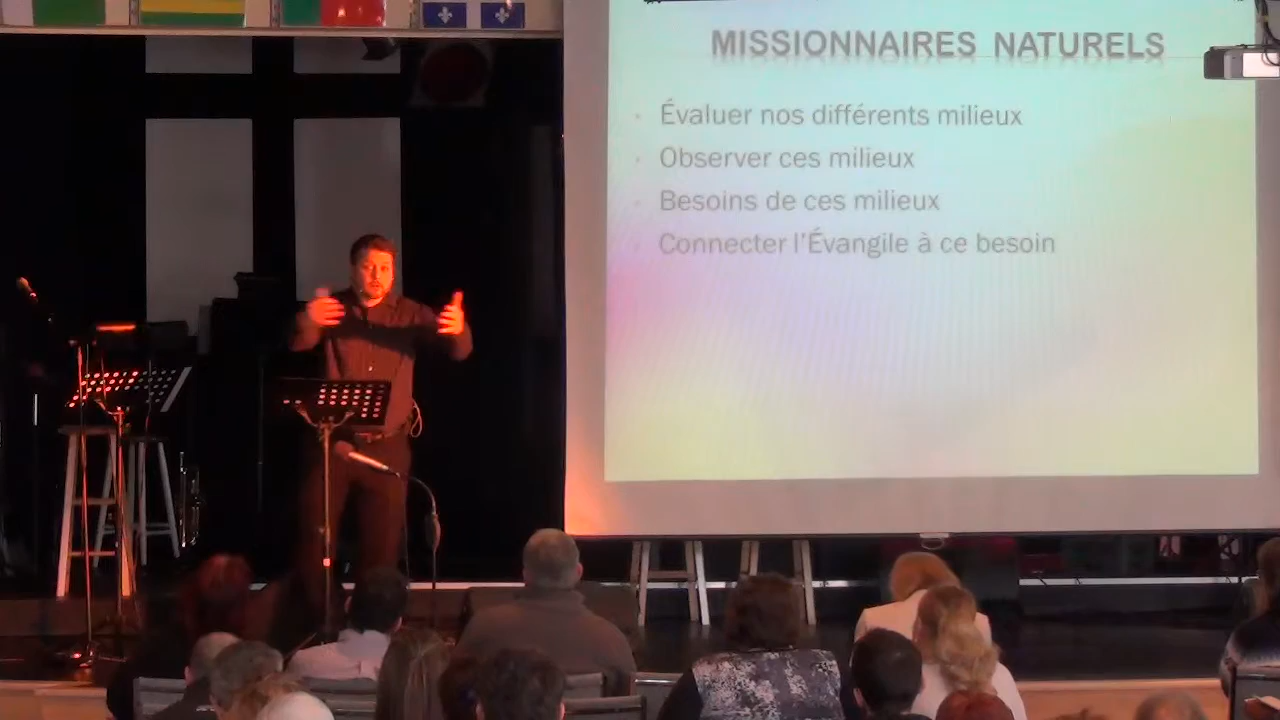 MISSIONNAIRES NATURELS
Évaluer nos différents milieux
Observer ces milieux
Besoins de ces milieux
Connecter l'Évangile à ce besoin